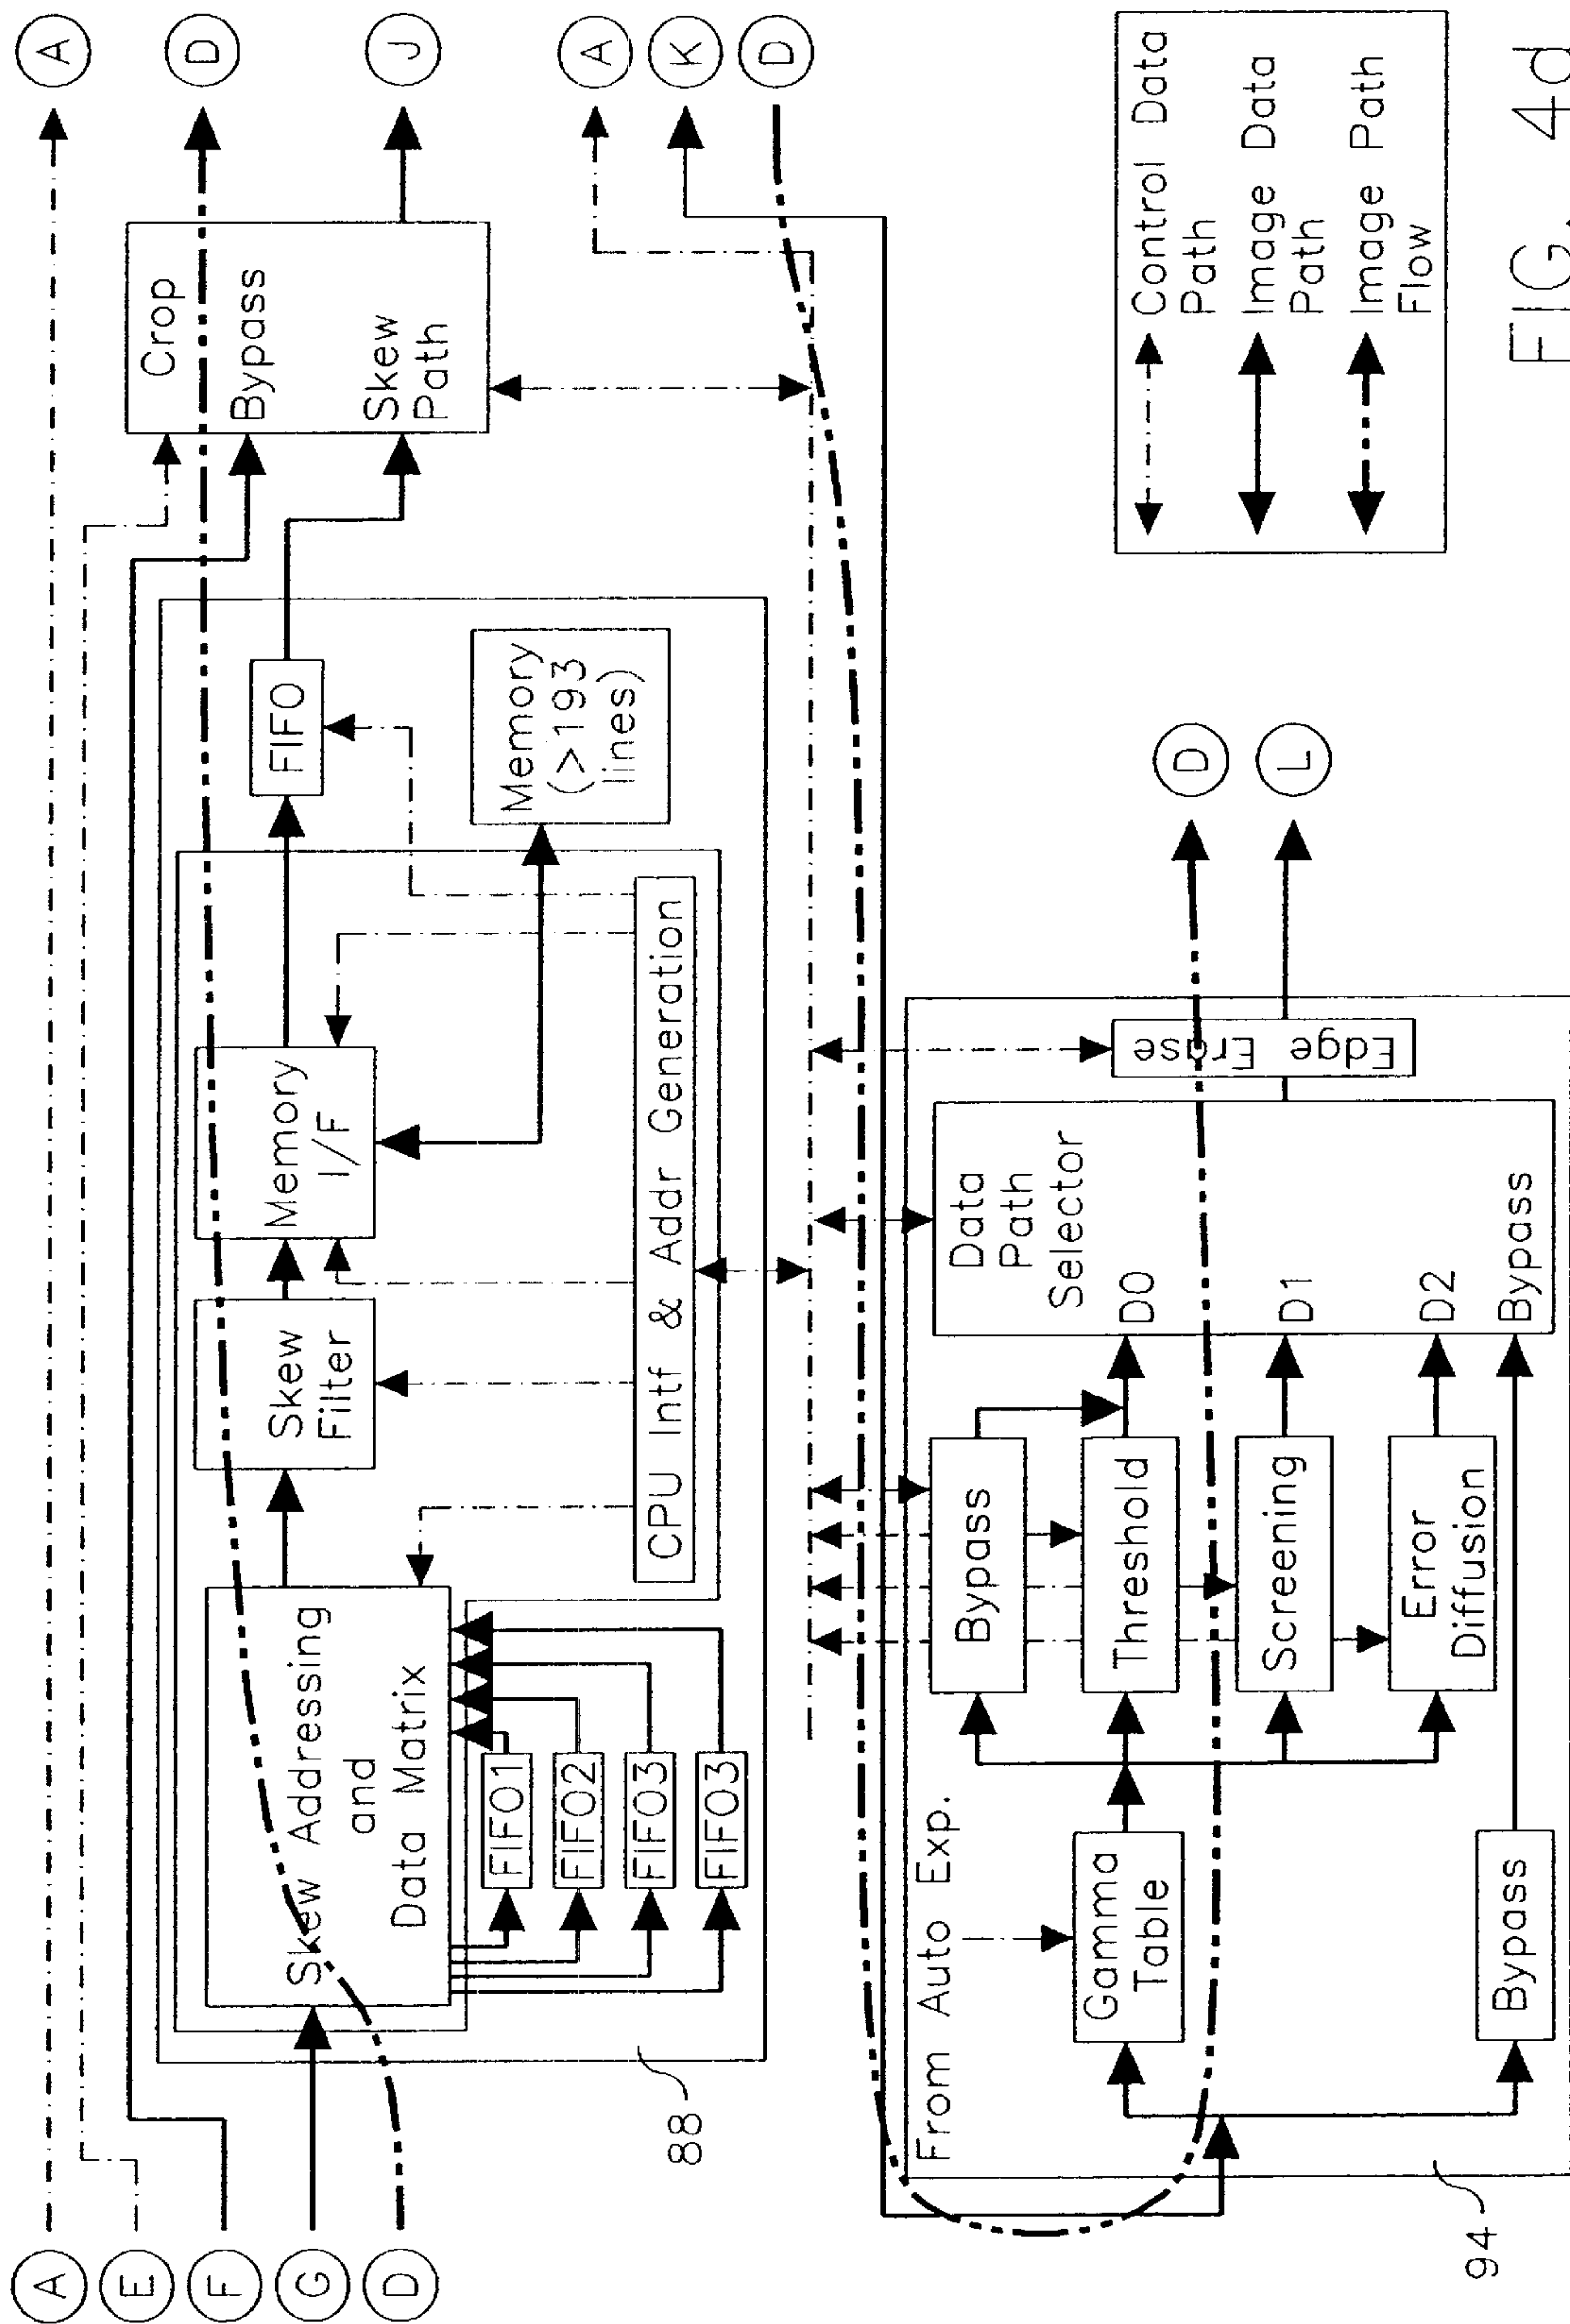 A
E
F
G
D
Skew Addressing
and
Data Matrix
FIFO1
FIFO2
FIFO3
FIFO3
Skew
Filter
Memory
I/F
CPU Intf & Addr Generation
FIFO
Memory
(>193
lines)
88
Crop
Bypass
Skew
Path
A
D
J
A
K
D
From Auto Exp.
Gamma
Table
Bypass
Bypass
Threshold
Screening
Error
Diffusion
Data
Path
Selector
D0
D1
D2
Bypass
Edge Erase
D
L
94
Control Data
Path
Image Data
Path
Image Path
Flow
FIG. 4d